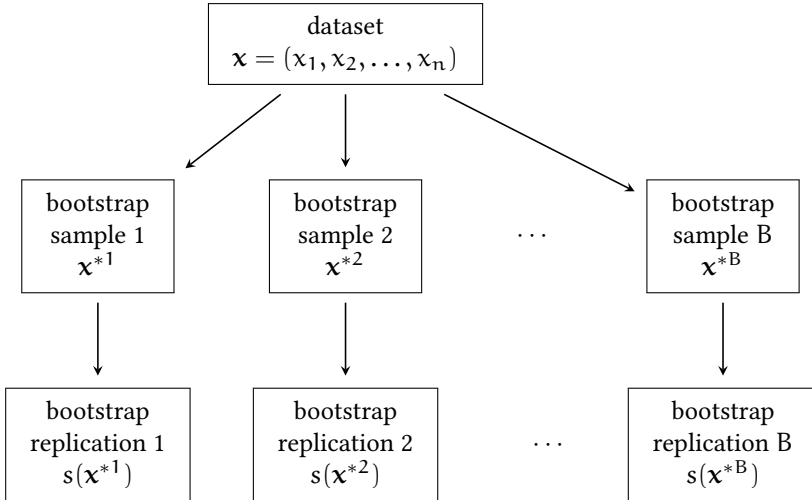 dataset
x = (x₁, x₂, ..., xₙ)
bootstrap
sample 1
x*¹
bootstrap
sample 2
x*²
...
bootstrap
sample B
x*ᴮ
bootstrap
replication 1
s(x*¹)
bootstrap
replication 2
s(x*²)
...
bootstrap
replication B
s(x*ᴮ)